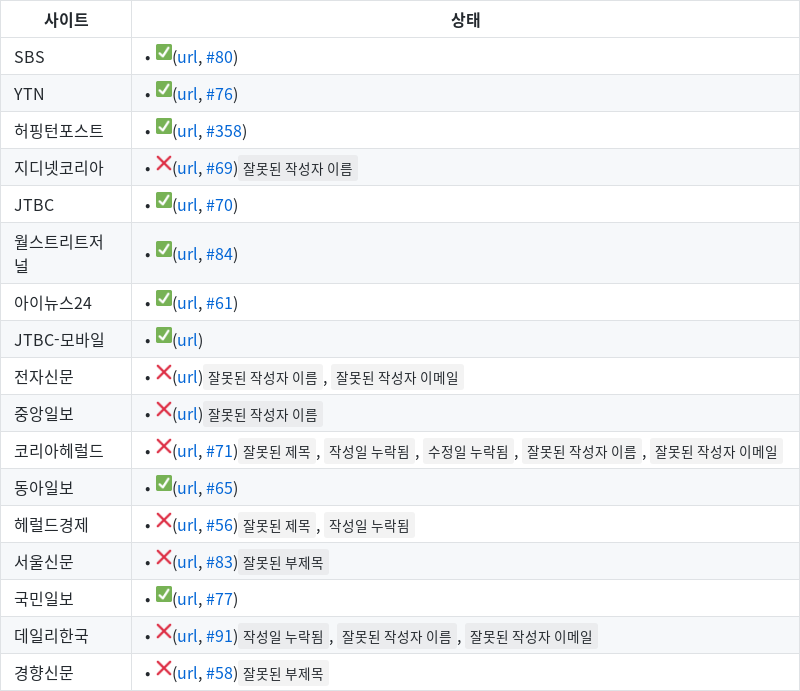 사이트 상태
SBS • ✅(url, #80)
YTN • ✅(url, #76)
허핑턴포스트 • ✅(url, #358)
지디넷코리아 • ❌(url, #69) 잘못된 작성자 이름
JTBC • ✅(url, #70)
월스트리트저
널 • ✅(url, #84)
아이뉴스24 • ✅(url, #61)
JTBC-모바일 • ✅(url)
전자신문 • ❌(url) 잘못된 작성자 이름 , 잘못된 작성자 이메일
중앙일보 • ❌(url) 잘못된 작성자 이름
코리아헤럴드 • ❌(url, #71) 잘못된 제목 , 작성일 누락됨 , 수정일 누락됨 , 잘못된 작성자 이름 , 잘못된 작성자 이메일
동아일보 • ✅(url, #65)
헤럴드경제 • ❌(url, #56) 잘못된 제목 , 작성일 누락됨
서울신문 • ❌(url, #83) 잘못된 부제목
국민일보 • ✅(url, #77)
데일리한국 • ❌(url, #91) 작성일 누락됨 , 잘못된 작성자 이름 , 잘못된 작성자 이메일
경향신문 • ❌(url, #58) 잘못된 부제목